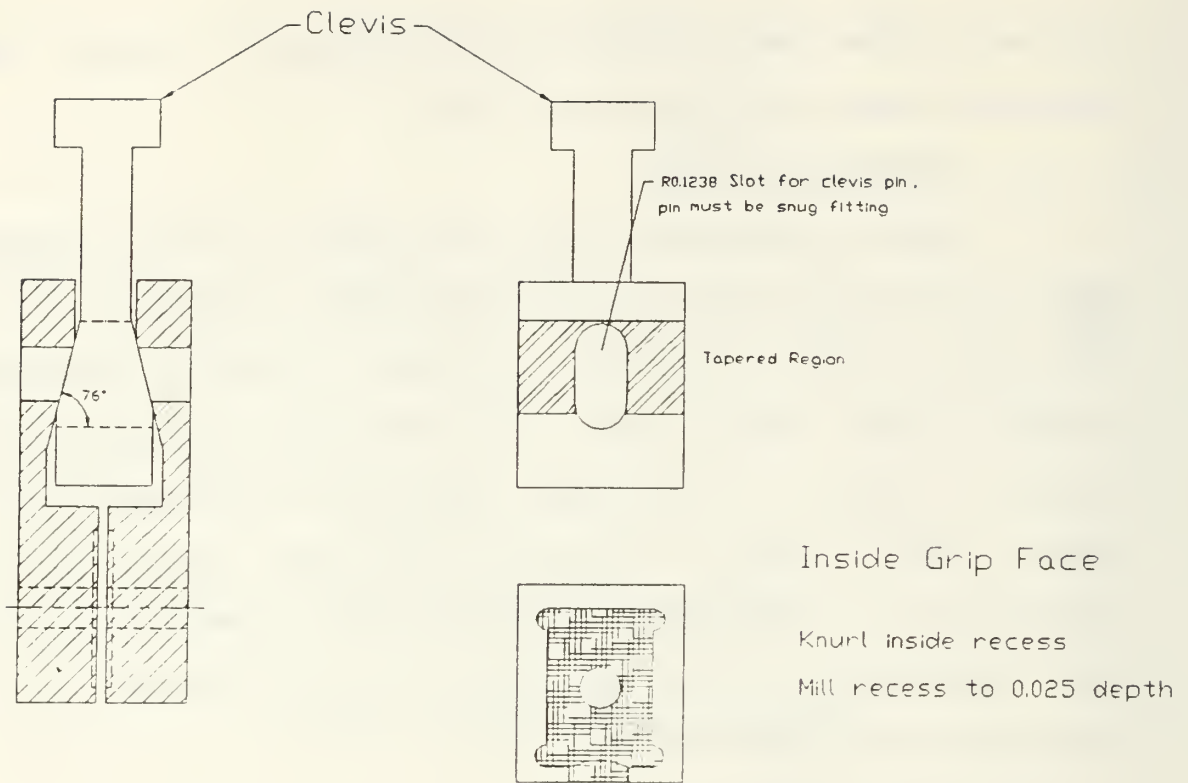 Clevis
R0.1238 Slot for clevis pin,
pin must be snug fitting
Tapered Region
76°
Inside Grip Face
Knurl inside recess
Mill recess to 0.025 depth